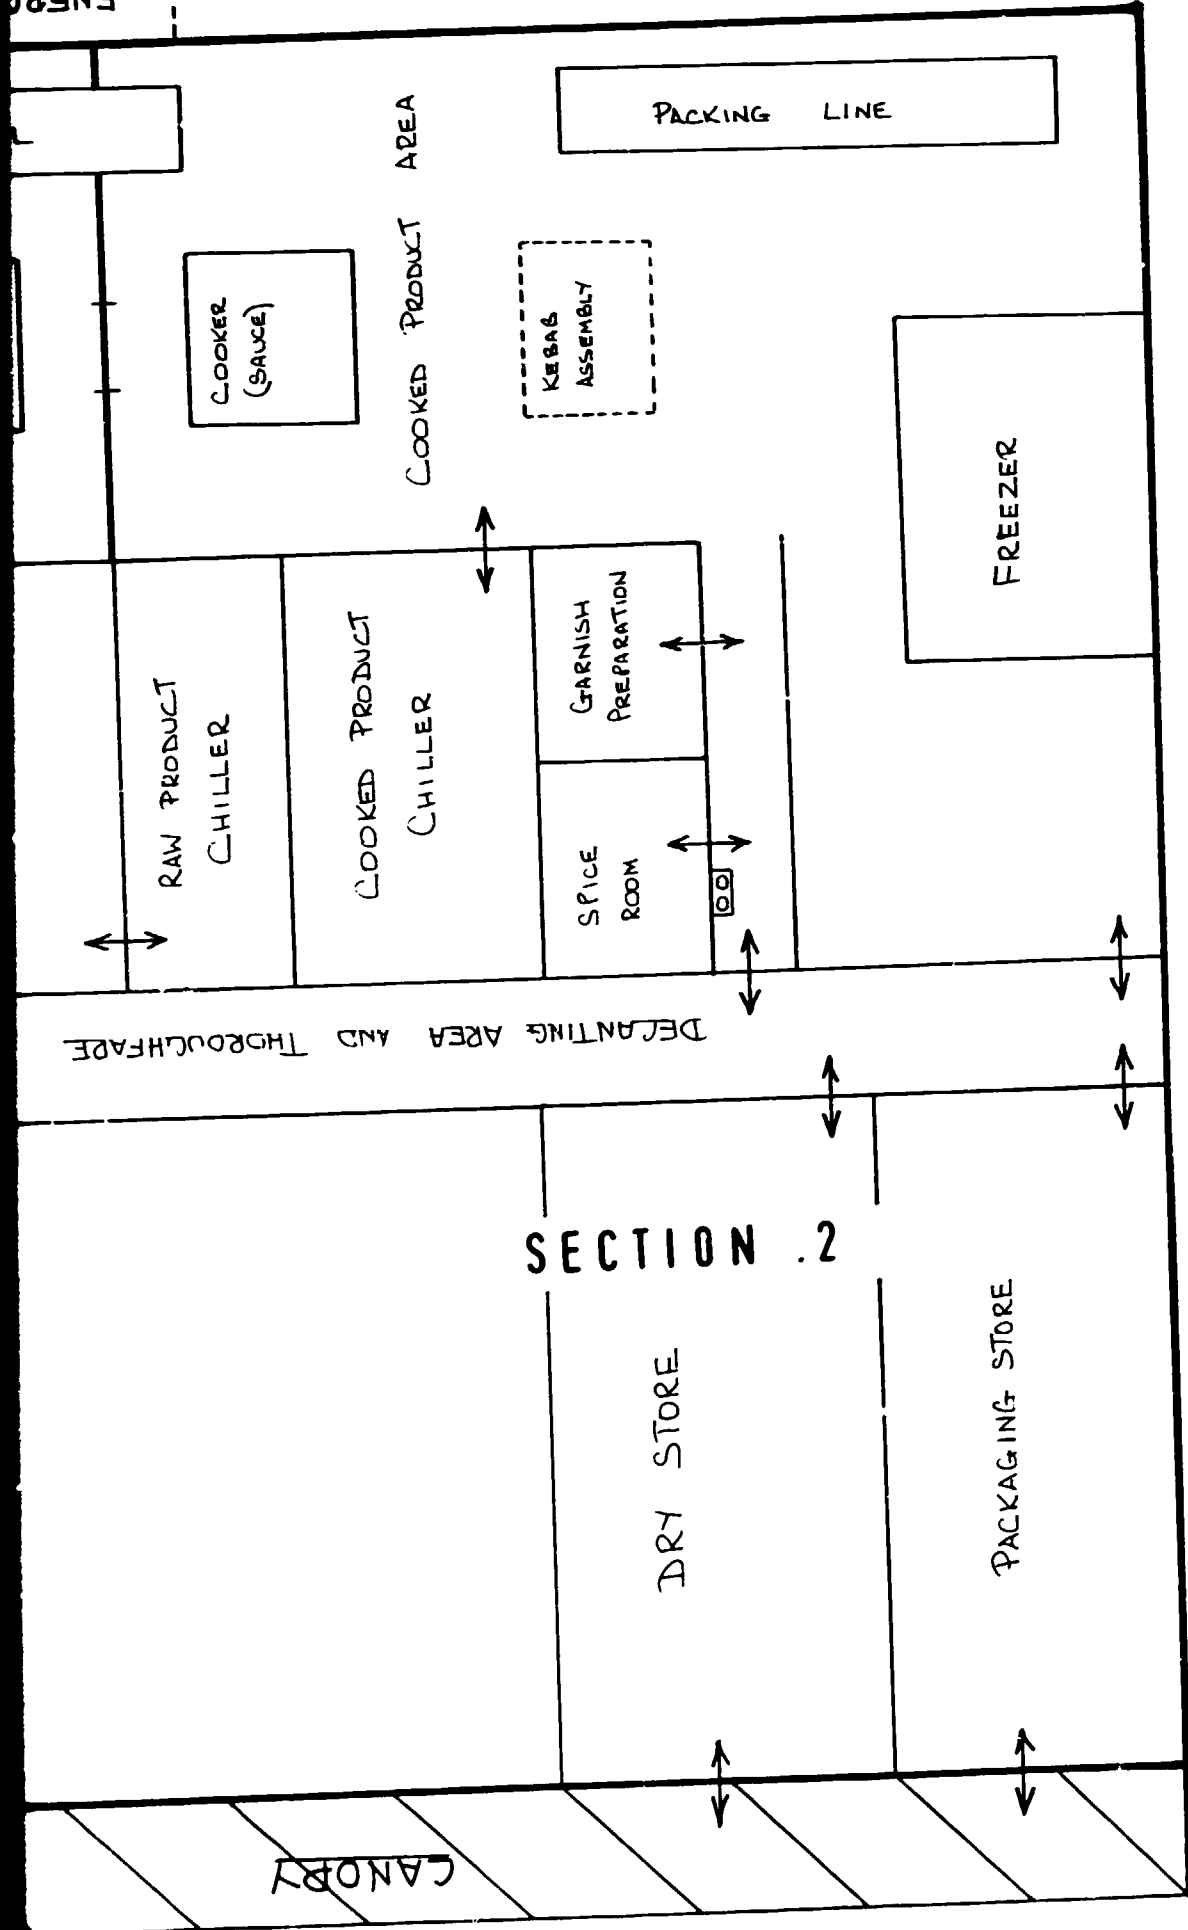 PACKING LINE
COOKED PRODUCT AREA
COOKER
(SAUCE)
KEBAB
ASSEMBLY
FREEZER
RAW PRODUCT
CHILLER
COOKED PRODUCT
CHILLER
GARNISH
PREPARATION
SPICE
ROOM
DECANTING AREA AND THOROUGHFARE
SECTION .2
DRY STORE
PACKAGING STORE
CANOPY